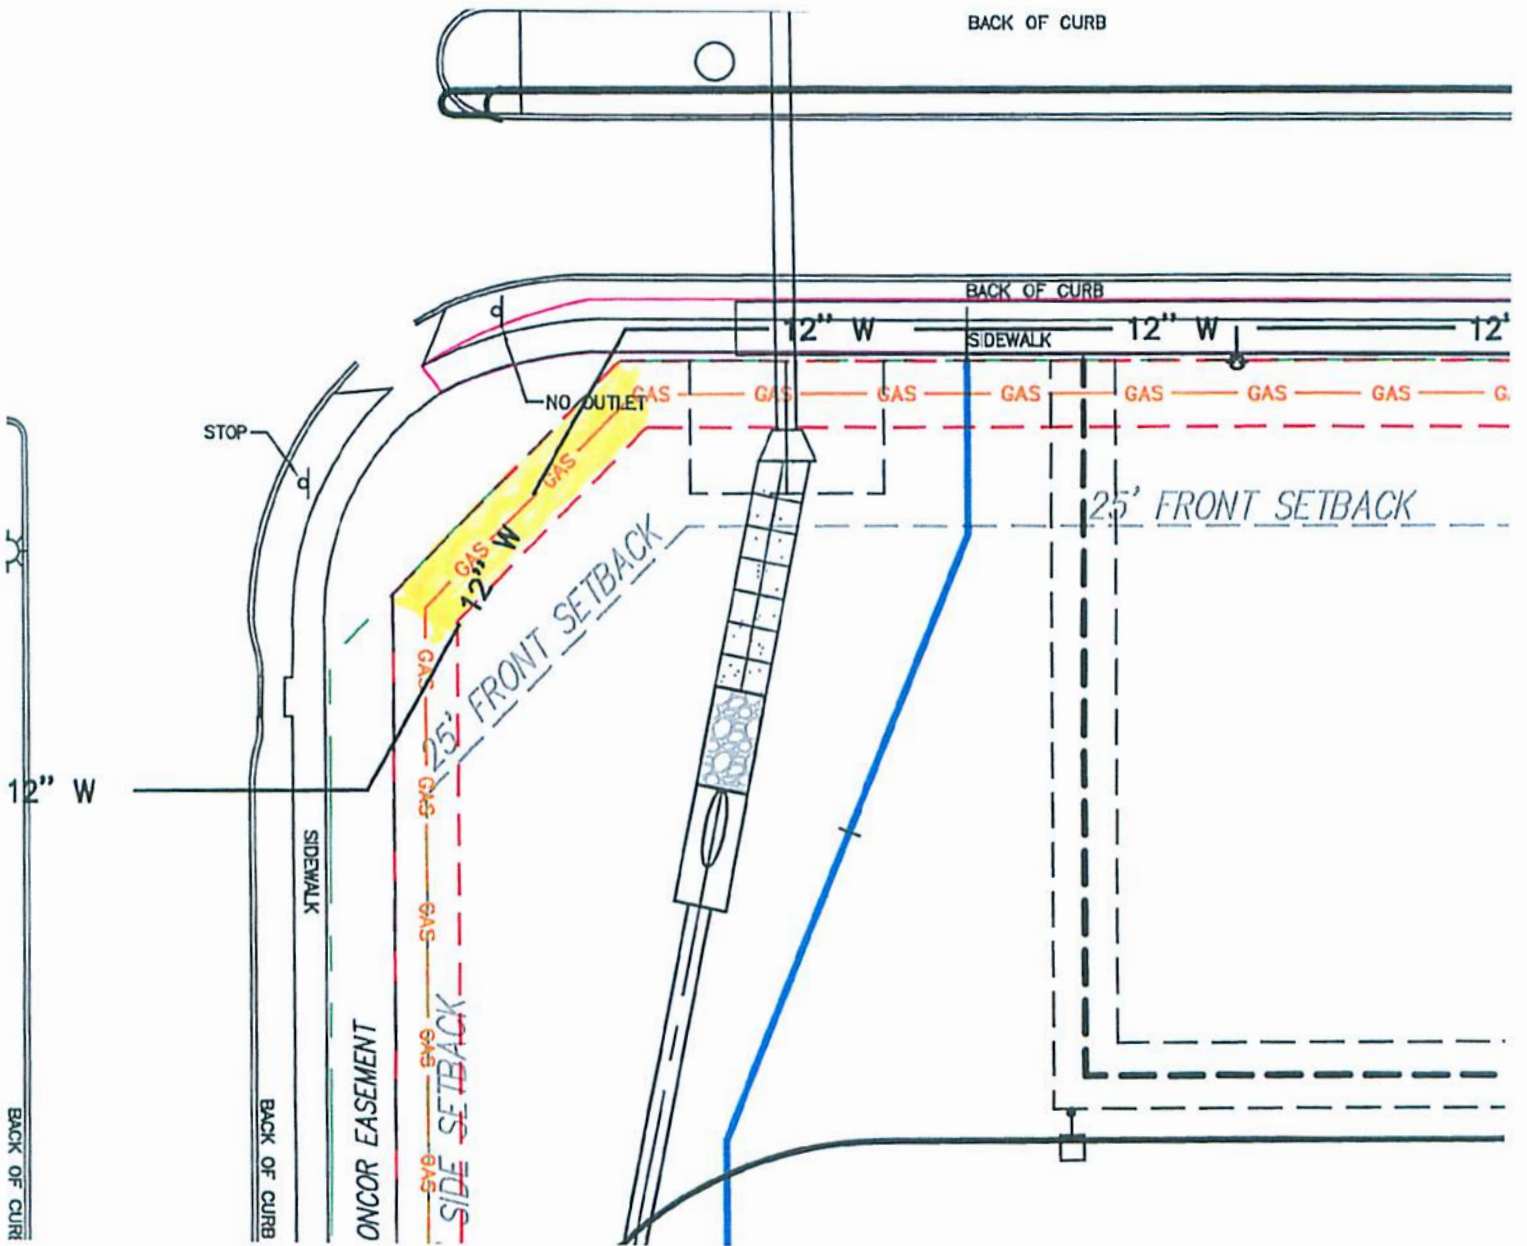 BACK OF CURB
BACK OF CURB
12" W
12" W
12'
SIDEWALK
NO OUTLET
GAS
GAS
GAS
GAS
GAS
GAS
GAS
STOP
GAS
25' FRONT SETBACK
GAS
12" W
25' FRONT SETBACK
GAS
12" W
GAS
SIDEWALK
GAS
GAS
GAS
ONCOR EASEMENT
SIDE SETBACK
BACK OF CURB
BACK OF CUR